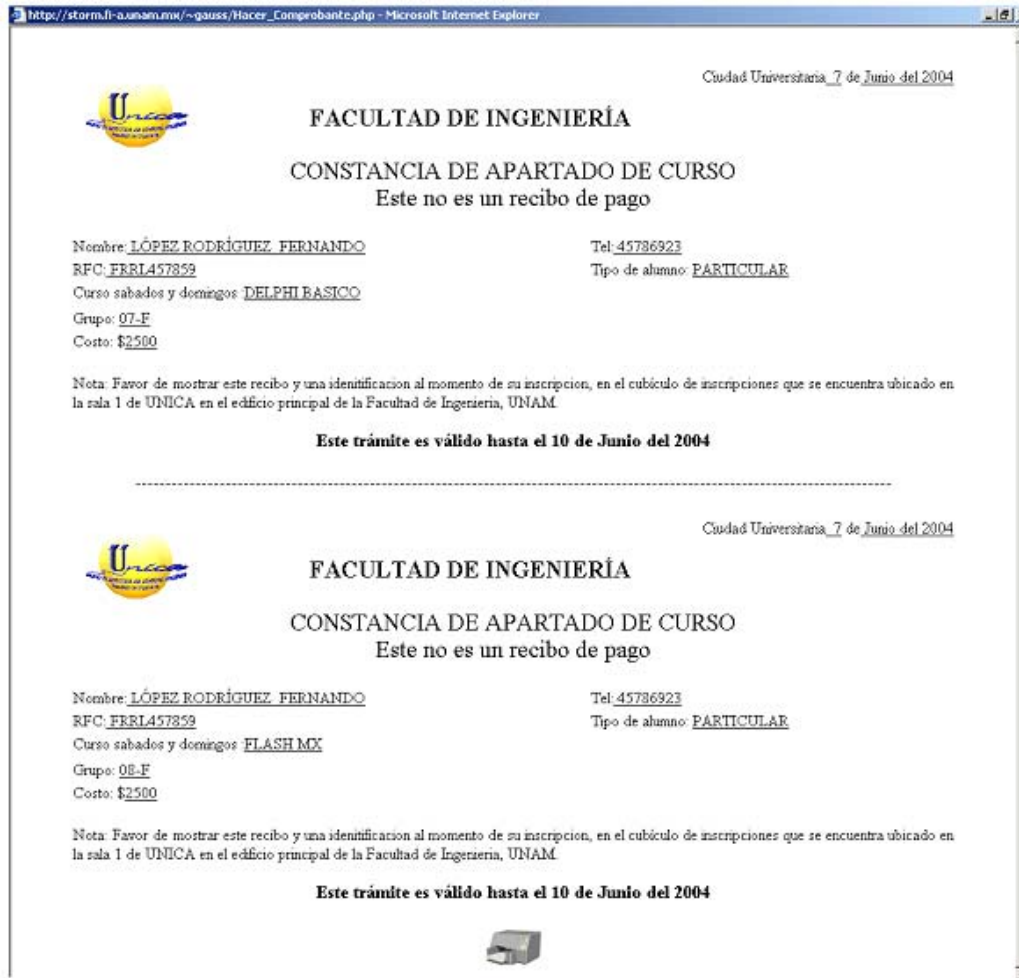 http://storm.fi-a.unam.mx/~gauss/Hacer_Comprobante.php - Microsoft Internet Explorer
Ciudad Universitaria 7 de Junio del 2004
Unica
FACULTAD DE INGENIERÍA
CONSTANCIA DE APARTADO DE CURSO
Este no es un recibo de pago
Nombre: LÓPEZ RODRÍGUEZ FERNANDO Tel: 45786923
RFC: FRRL457859 Tipo de alumno: PARTICULAR
Curso sabados y domingos :DELPHI BASICO
Grupo: 07-F
Costo: $2500
Nota: Favor de mostrar este recibo y una idenitificacion al momento de su inscripcion, en el cubículo de inscripciones que se encuentra ubicado en
la sala 1 de UNICA en el edificio principal de la Facultad de Ingenieria, UNAM.
Este trámite es válido hasta el 10 de Junio del 2004
Ciudad Universitaria 7 de Junio del 2004
Unica
FACULTAD DE INGENIERÍA
CONSTANCIA DE APARTADO DE CURSO
Este no es un recibo de pago
Nombre: LÓPEZ RODRÍGUEZ FERNANDO Tel: 45786923
RFC: FRRL457859 Tipo de alumno: PARTICULAR
Curso sabados y domingos :FLASH MX
Grupo: 08-F
Costo: $2500
Nota: Favor de mostrar este recibo y una idenitificacion al momento de su inscripcion, en el cubículo de inscripciones que se encuentra ubicado en
la sala 1 de UNICA en el edificio principal de la Facultad de Ingenieria, UNAM.
Este trámite es válido hasta el 10 de Junio del 2004